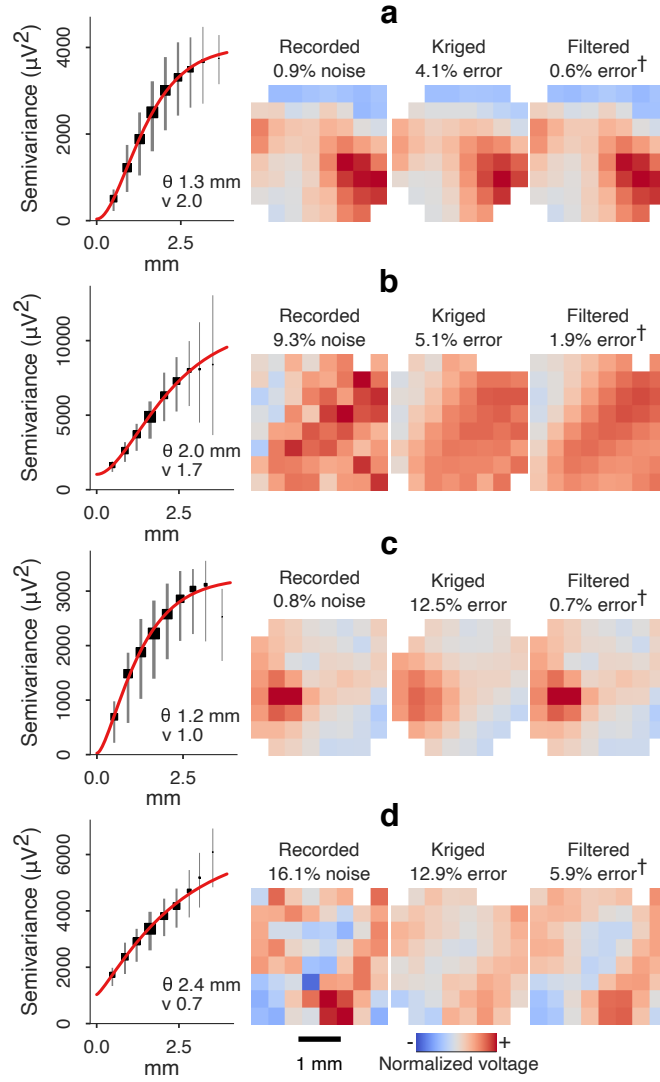 a
Semivariance (µV²)
4000
2000
0
0.0
2.5
mm
θ 1.3 mm
ν 2.0
Recorded
0.9% noise
Kriged
4.1% error
Filtered
0.6% error†
b
Semivariance (µV²)
10000
5000
0
0.0
2.5
mm
θ 2.0 mm
ν 1.7
Recorded
9.3% noise
Kriged
5.1% error
Filtered
1.9% error†
c
Semivariance (µV²)
3000
2000
1000
0
0.0
2.5
mm
θ 1.2 mm
ν 1.0
Recorded
0.8% noise
Kriged
12.5% error
Filtered
0.7% error†
d
Semivariance (µV²)
6000
4000
2000
0
0.0
2.5
mm
θ 2.4 mm
ν 0.7
Recorded
16.1% noise
Kriged
12.9% error
Filtered
5.9% error†
1 mm
- +
Normalized voltage